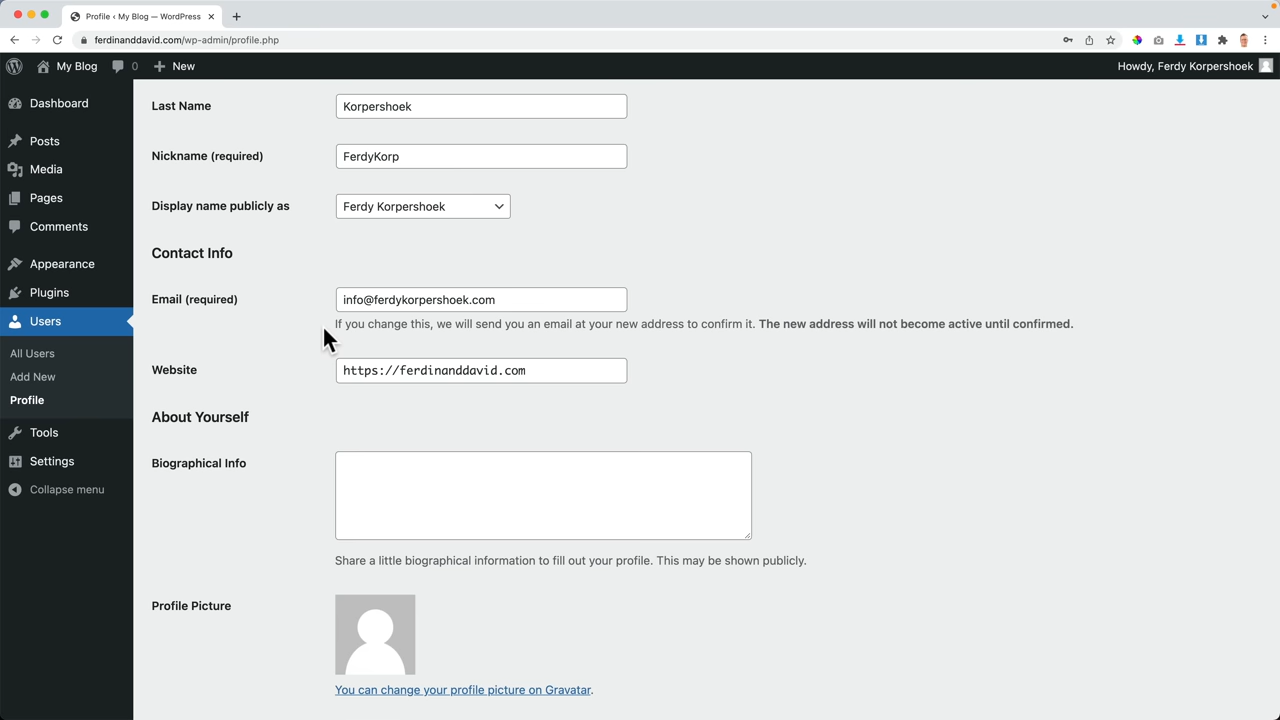 Profile ‹ My Blog — WordPress
ferdinanddavid.com/wp-admin/profile.php
My Blog 0 New Howdy, Ferdy Korpershoek
Dashboard
Posts
Media
Pages
Comments
Appearance
Plugins
Users
All Users
Add New
Profile
Tools
Settings
Collapse menu
Last Name Korpershoek
Nickname (required) FerdyKorp
Display name publicly as Ferdy Korpershoek
Contact Info
Email (required) info@ferdykorpershoek.com
If you change this, we will send you an email at your new address to confirm it. The new address will not become active until confirmed.
Website https://ferdinanddavid.com
About Yourself
Biographical Info
Share a little biographical information to fill out your profile. This may be shown publicly.
Profile Picture
You can change your profile picture on Gravatar.